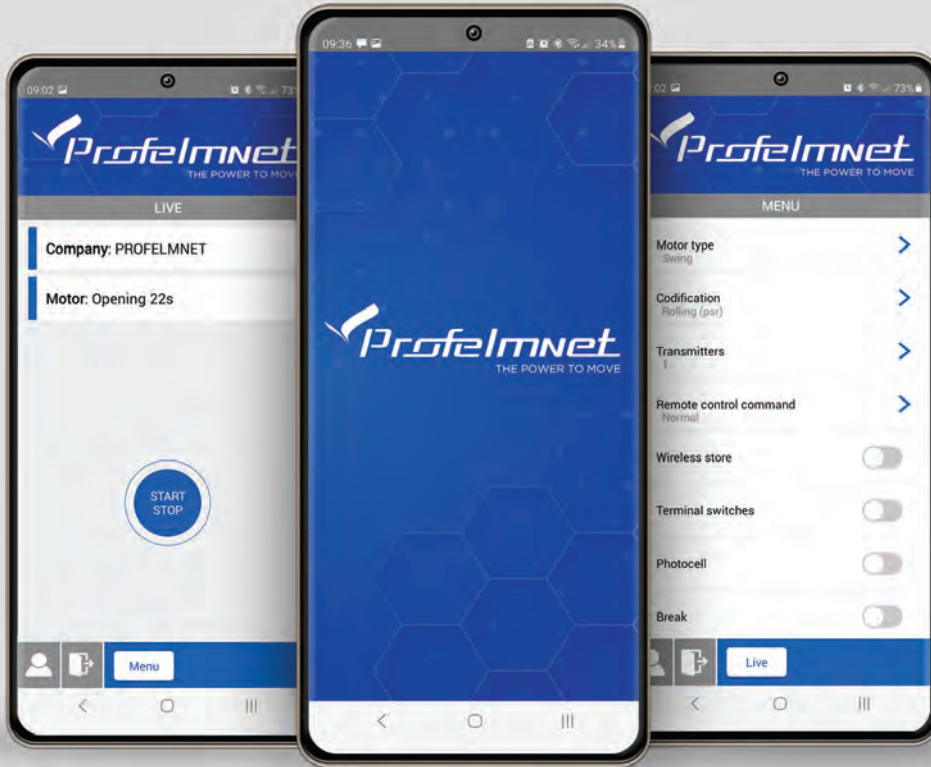 09:02
73%
Profelmnet
THE POWER TO MOVE
LIVE
Company: PROFELMNET
Motor: Opening 22s
START
STOP
Menu
09:36
34%
Profelmnet
THE POWER TO MOVE
:02
73%
Profelmnet
THE POWER TO MOVE
MENU
Motor type
Swing
Codification
Rolling (psr)
Transmitters
1
Remote control command
Normal
Wireless store
Terminal switches
Photocell
Break
Live